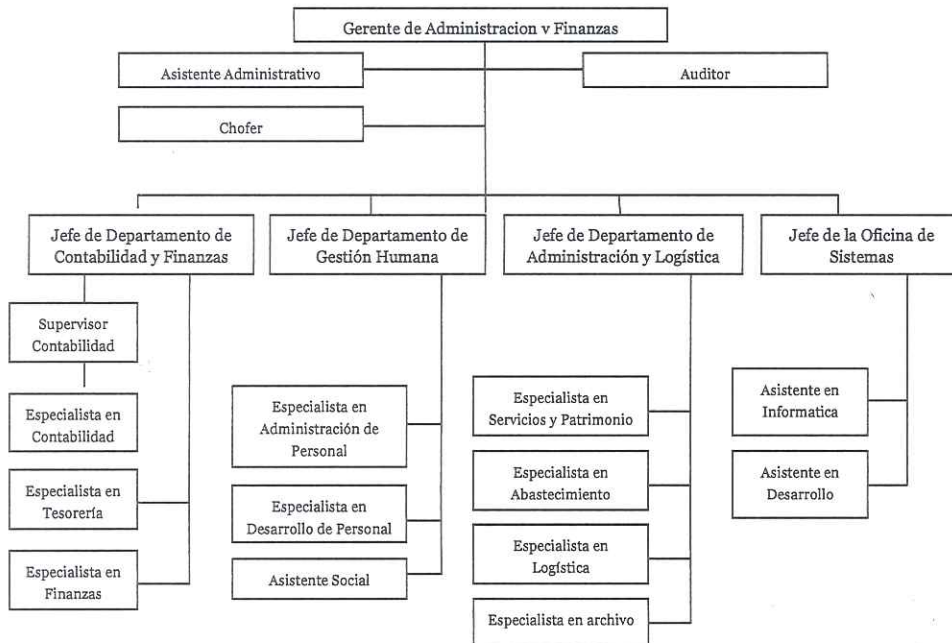 Gerente de Administracion v Finanzas
Asistente Administrativo
Auditor
Chofer
Jefe de Departamento de
Contabilidad y Finanzas
Jefe de Departamento de
Gestión Humana
Jefe de Departamento de
Administración y Logística
Jefe de la Oficina de
Sistemas
Supervisor
Contabilidad
Especialista en
Contabilidad
Especialista en
Tesorería
Especialista en
Finanzas
Especialista en
Administración de
Personal
Especialista en
Desarrollo de Personal
Asistente Social
Especialista en
Servicios y Patrimonio
Especialista en
Abastecimiento
Especialista en
Logística
Especialista en archivo
Asistente en
Informatica
Asistente en
Desarrollo